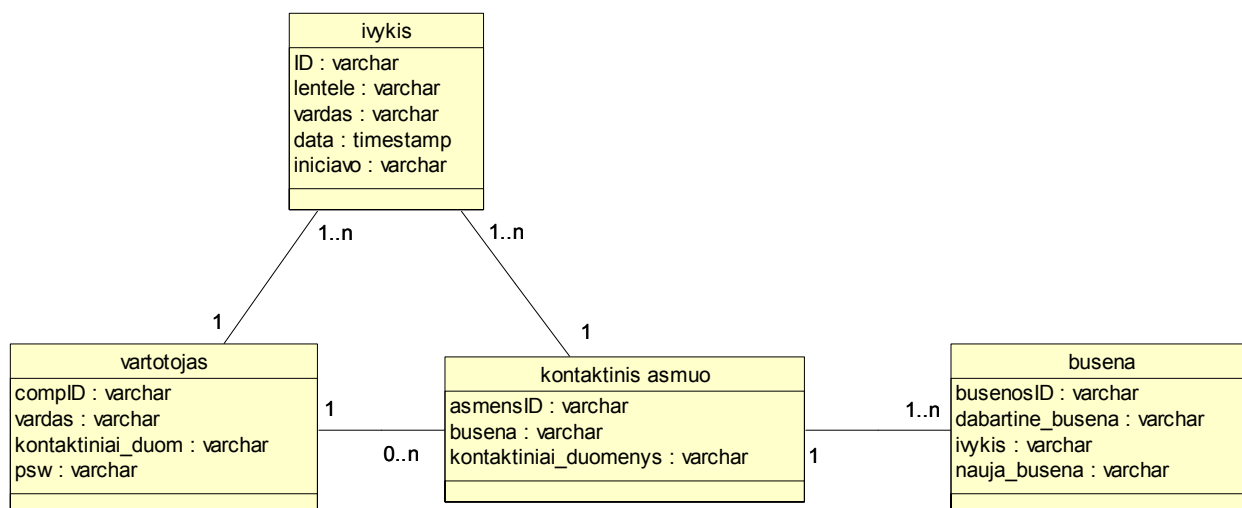 ivykis
ID : varchar
lentele : varchar
vardas : varchar
data : timestamp
iniciavo : varchar
1..n
1..n
1
1
vartotojas
compID : varchar
vardas : varchar
kontaktiniai_duom : varchar
psw : varchar
1
0..n
kontaktinis asmuo
asmensID : varchar
busena : varchar
kontaktiniai_duomenys : varchar
1
1..n
busena
busenosID : varchar
dabartine_busena : varchar
ivykis : varchar
nauja_busena : varchar